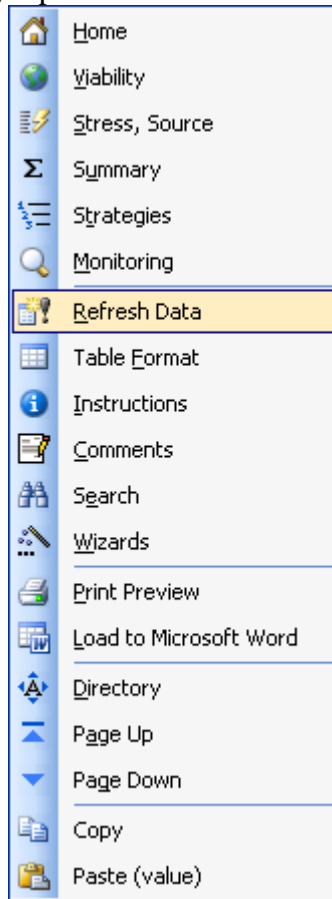 Home
Viability
Stress, Source
Summary
Strategies
Monitoring
Refresh Data
Table Format
Instructions
Comments
Search
Wizards
Print Preview
Load to Microsoft Word
Directory
Page Up
Page Down
Copy
Paste (value)